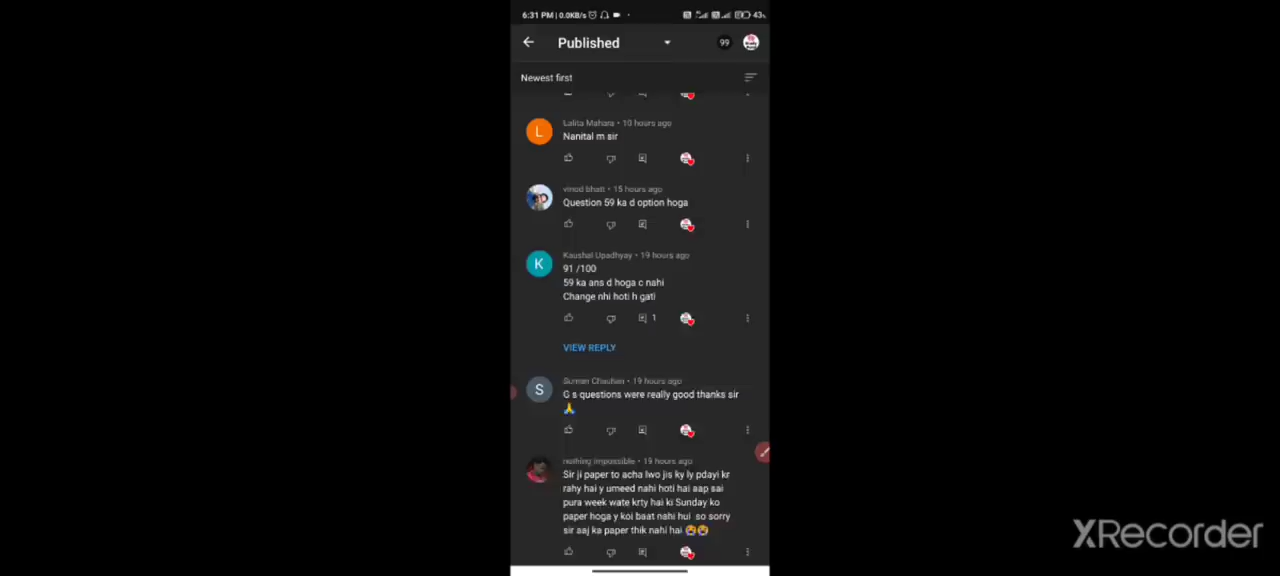 6:31 PM | 0.0KB/s
43%
Published
99
Newest first
L
Lalita Mahara • 10 hours ago
Nanital m sir
vinod bhatt • 15 hours ago
Question 59 ka d option hoga
K
Kaushal Upadhyay • 19 hours ago
91 /100
59 ka ans d hoga c nahi
Change nhi hoti h gati
1
VIEW REPLY
S
Suman Chauhan • 19 hours ago
G s questions were really good thanks sir
🙏
nothing impossible • 19 hours ago
Sir ji paper to acha lwo jis ky ly pdayi kr
rahy hai y umeed nahi hoti hai aap sai
pura week wate krty hai ki Sunday ko
paper hoga y koi baat nahi hui so sorry
sir aaj ka paper thik nahi hai 😭😭
XRecorder